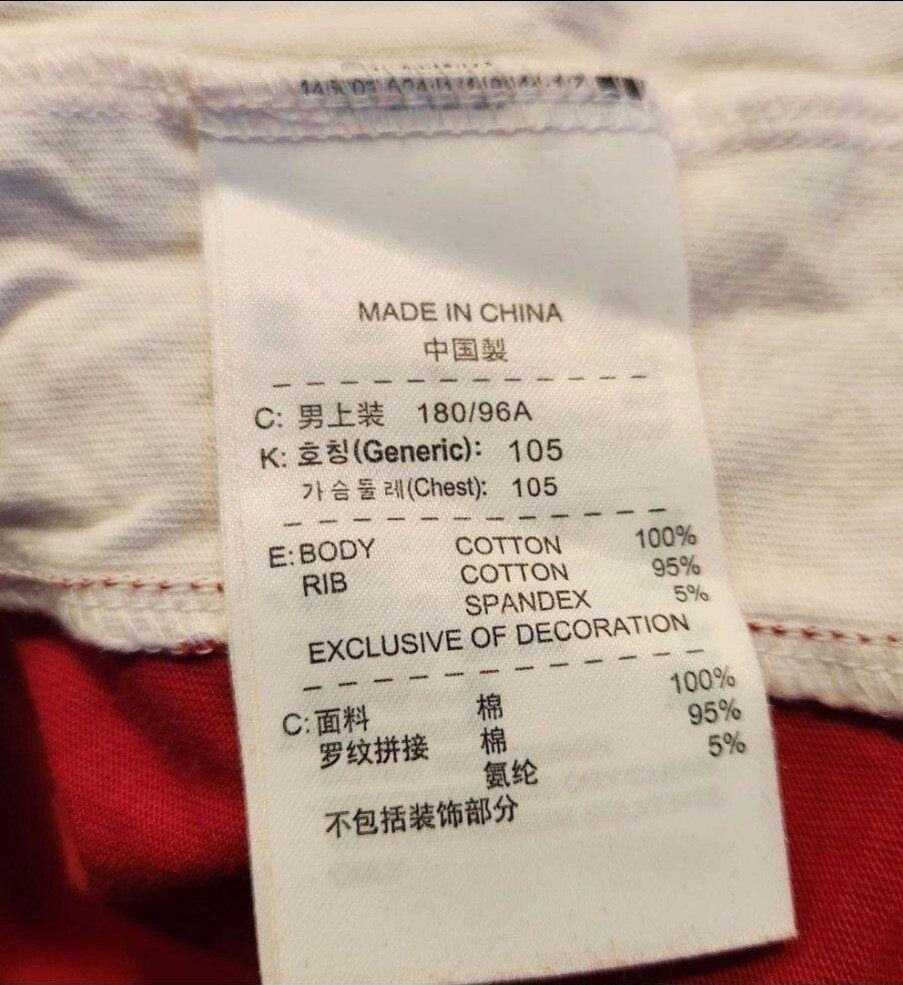 MADE IN CHINA
中国製
C: 男上装 180/96A
K: 호칭(Generic): 105
가슴둘레(Chest): 105
E: BODY COTTON 100%
RIB COTTON 95%
SPANDEX 5%
EXCLUSIVE OF DECORATION
C: 面料 棉 100%
罗纹拼接 棉 95%
氨纶 5%
不包括装饰部分